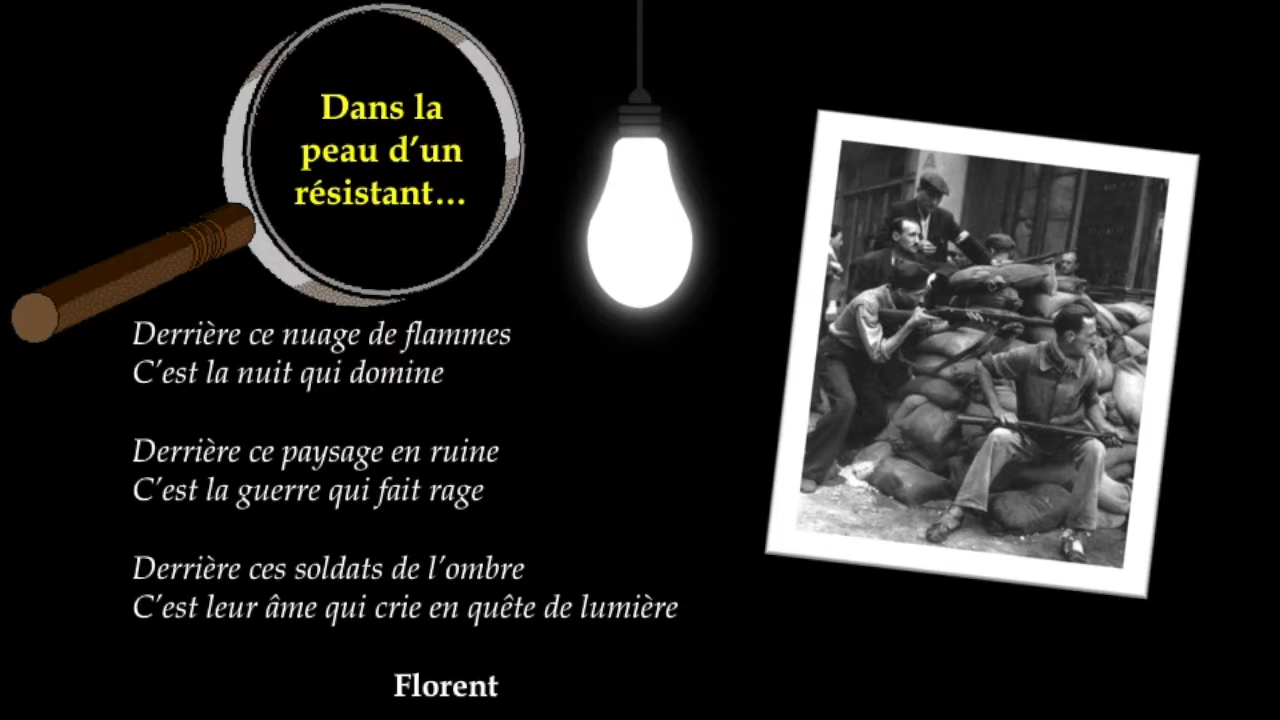 Dans la
peau d’un
résistant…
Derrière ce nuage de flammes
C’est la nuit qui domine
Derrière ce paysage en ruine
C’est la guerre qui fait rage
Derrière ces soldats de l’ombre
C’est leur âme qui crie en quête de lumière
Florent